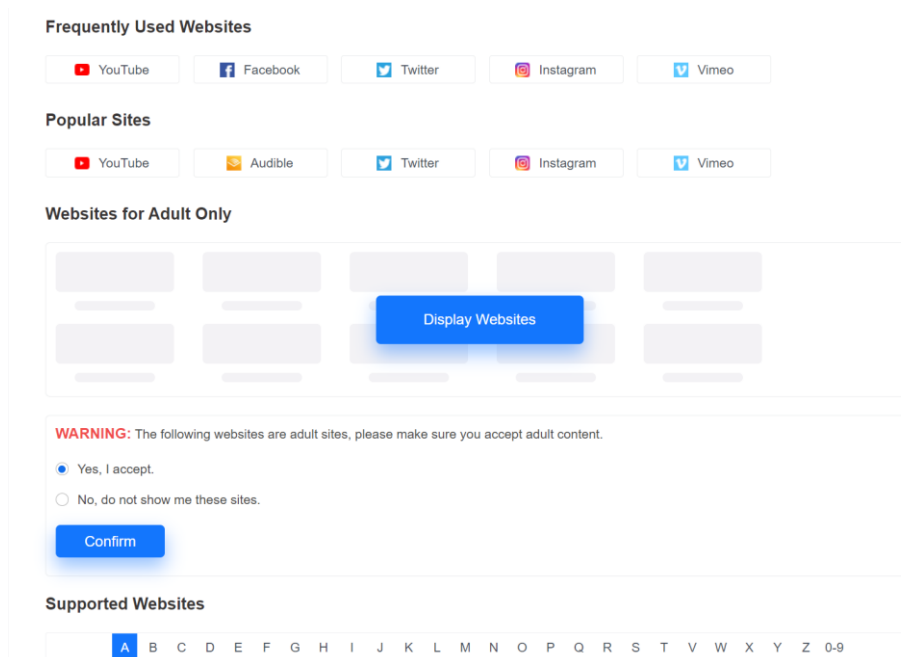 Frequently Used Websites
YouTube Facebook Twitter Instagram Vimeo
Popular Sites
YouTube Audible Twitter Instagram Vimeo
Websites for Adult Only
Display Websites
WARNING: The following websites are adult sites, please make sure you accept adult content.
Yes, I accept.
No, do not show me these sites.
Confirm
Supported Websites
A B C D E F G H I J K L M N O P Q R S T V W X Y Z 0-9